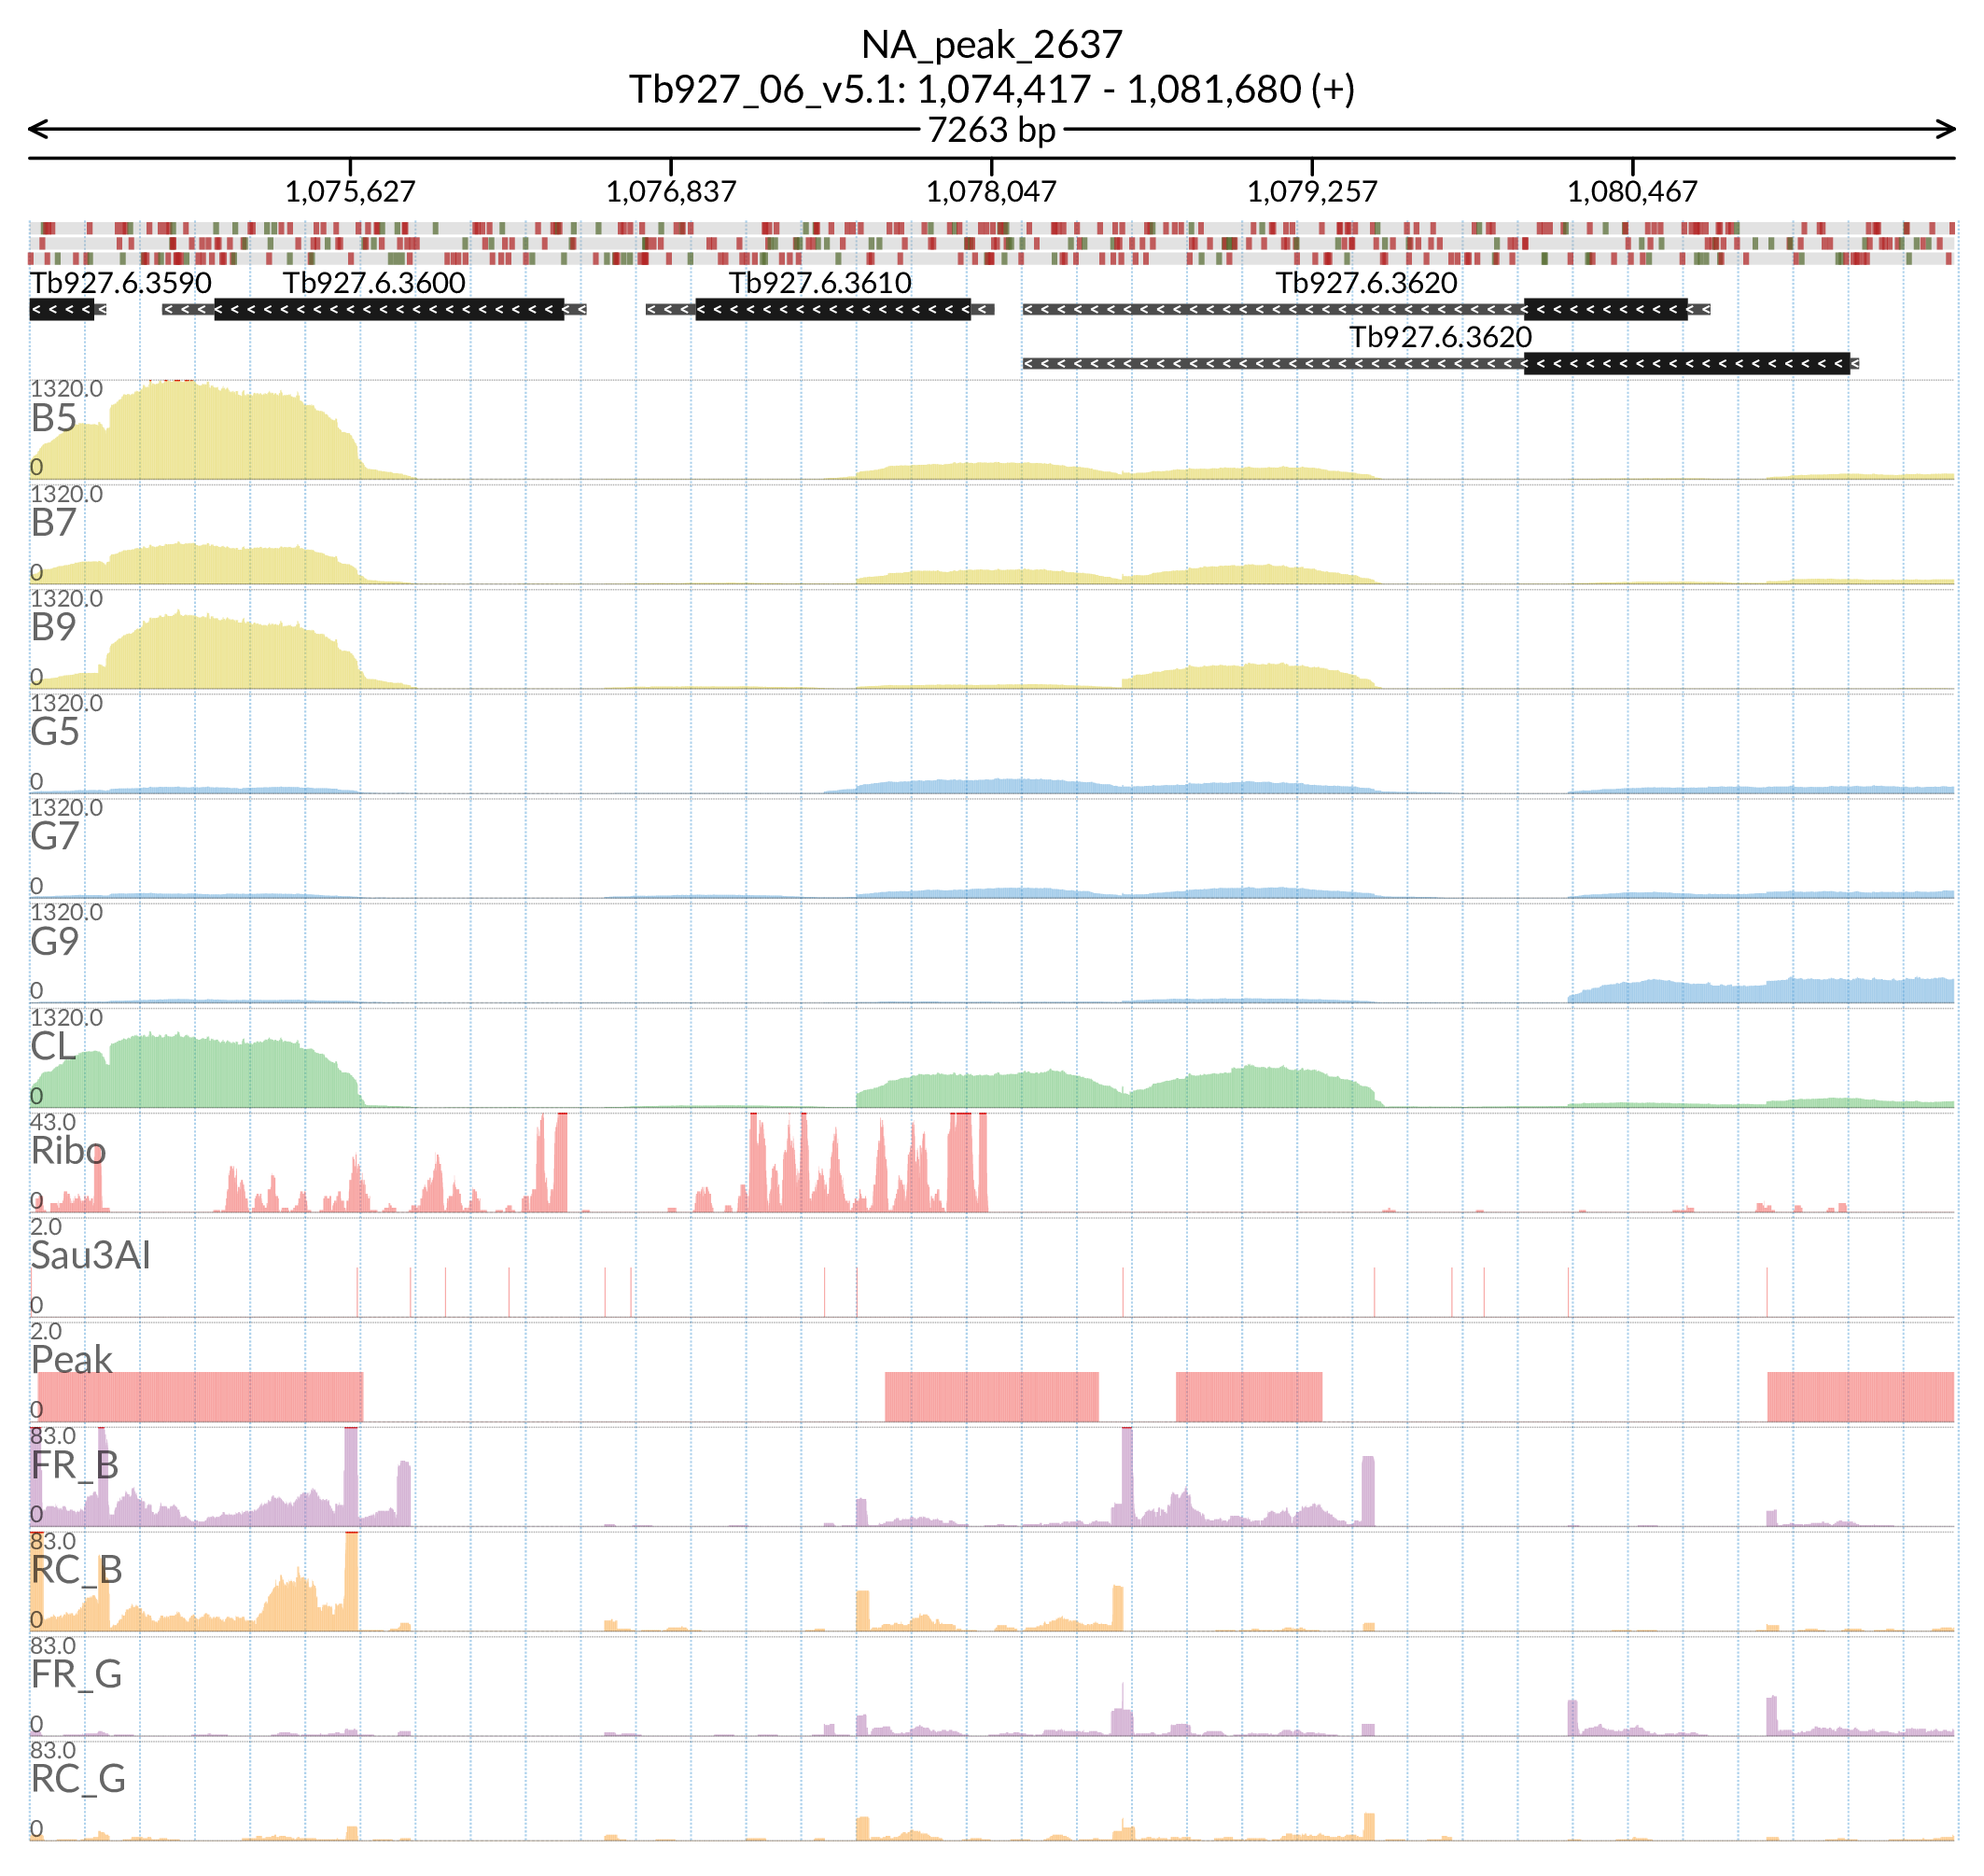 NA_peak_2637
Tb927_06_v5.1: 1,074,417 - 1,081,680 (+)
7263 bp
1,075,627 1,076,837 1,078,047 1,079,257 1,080,467
Tb927.6.3590 Tb927.6.3600 Tb927.6.3610 Tb927.6.3620
Tb927.6.3620
1320.0
B5
0
1320.0
B7
0
1320.0
B9
0
1320.0
G5
0
1320.0
G7
0
1320.0
G9
0
1320.0
CL
0
43.0
Ribo
0
2.0
Sau3AI
0
2.0
Peak
0
83.0
FR_B
0
83.0
RC_B
0
83.0
FR_G
0
83.0
RC_G
0